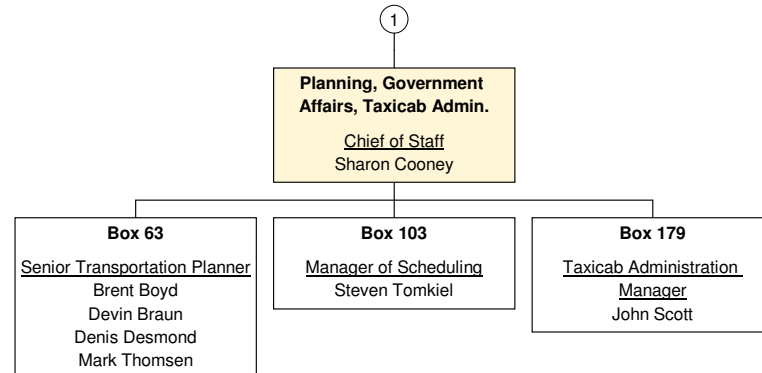 1
Planning, Government
Affairs, Taxicab Admin.
Chief of Staff
Sharon Cooney
Box 63
Senior Transportation Planner
Brent Boyd
Devin Braun
Denis Desmond
Mark Thomsen
Box 103
Manager of Scheduling
Steven Tomkiel
Box 179
Taxicab Administration
Manager
John Scott